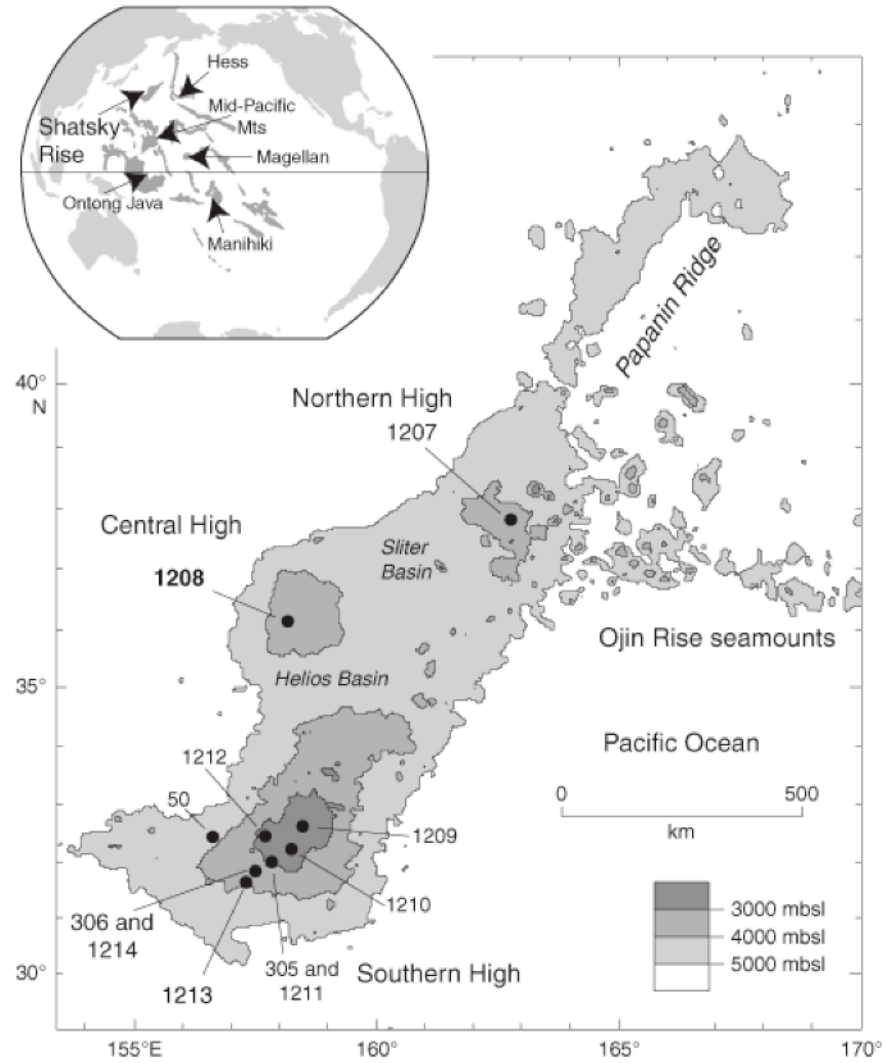 Hess
Mid-Pacific
Mts
Shatsky
Rise
Magellan
Ontong Java
Manihiki
Papanin Ridge
40°
N
Northern High
1207
Central High
Sliter
Basin
1208
Ojin Rise seamounts
35°
Helios Basin
Pacific Ocean
1212
50
0 500
km
1209
1210
306 and
1214
305 and
1211
1213
Southern High
3000 mbsl
4000 mbsl
5000 mbsl
30°
155°E 160° 165° 170°